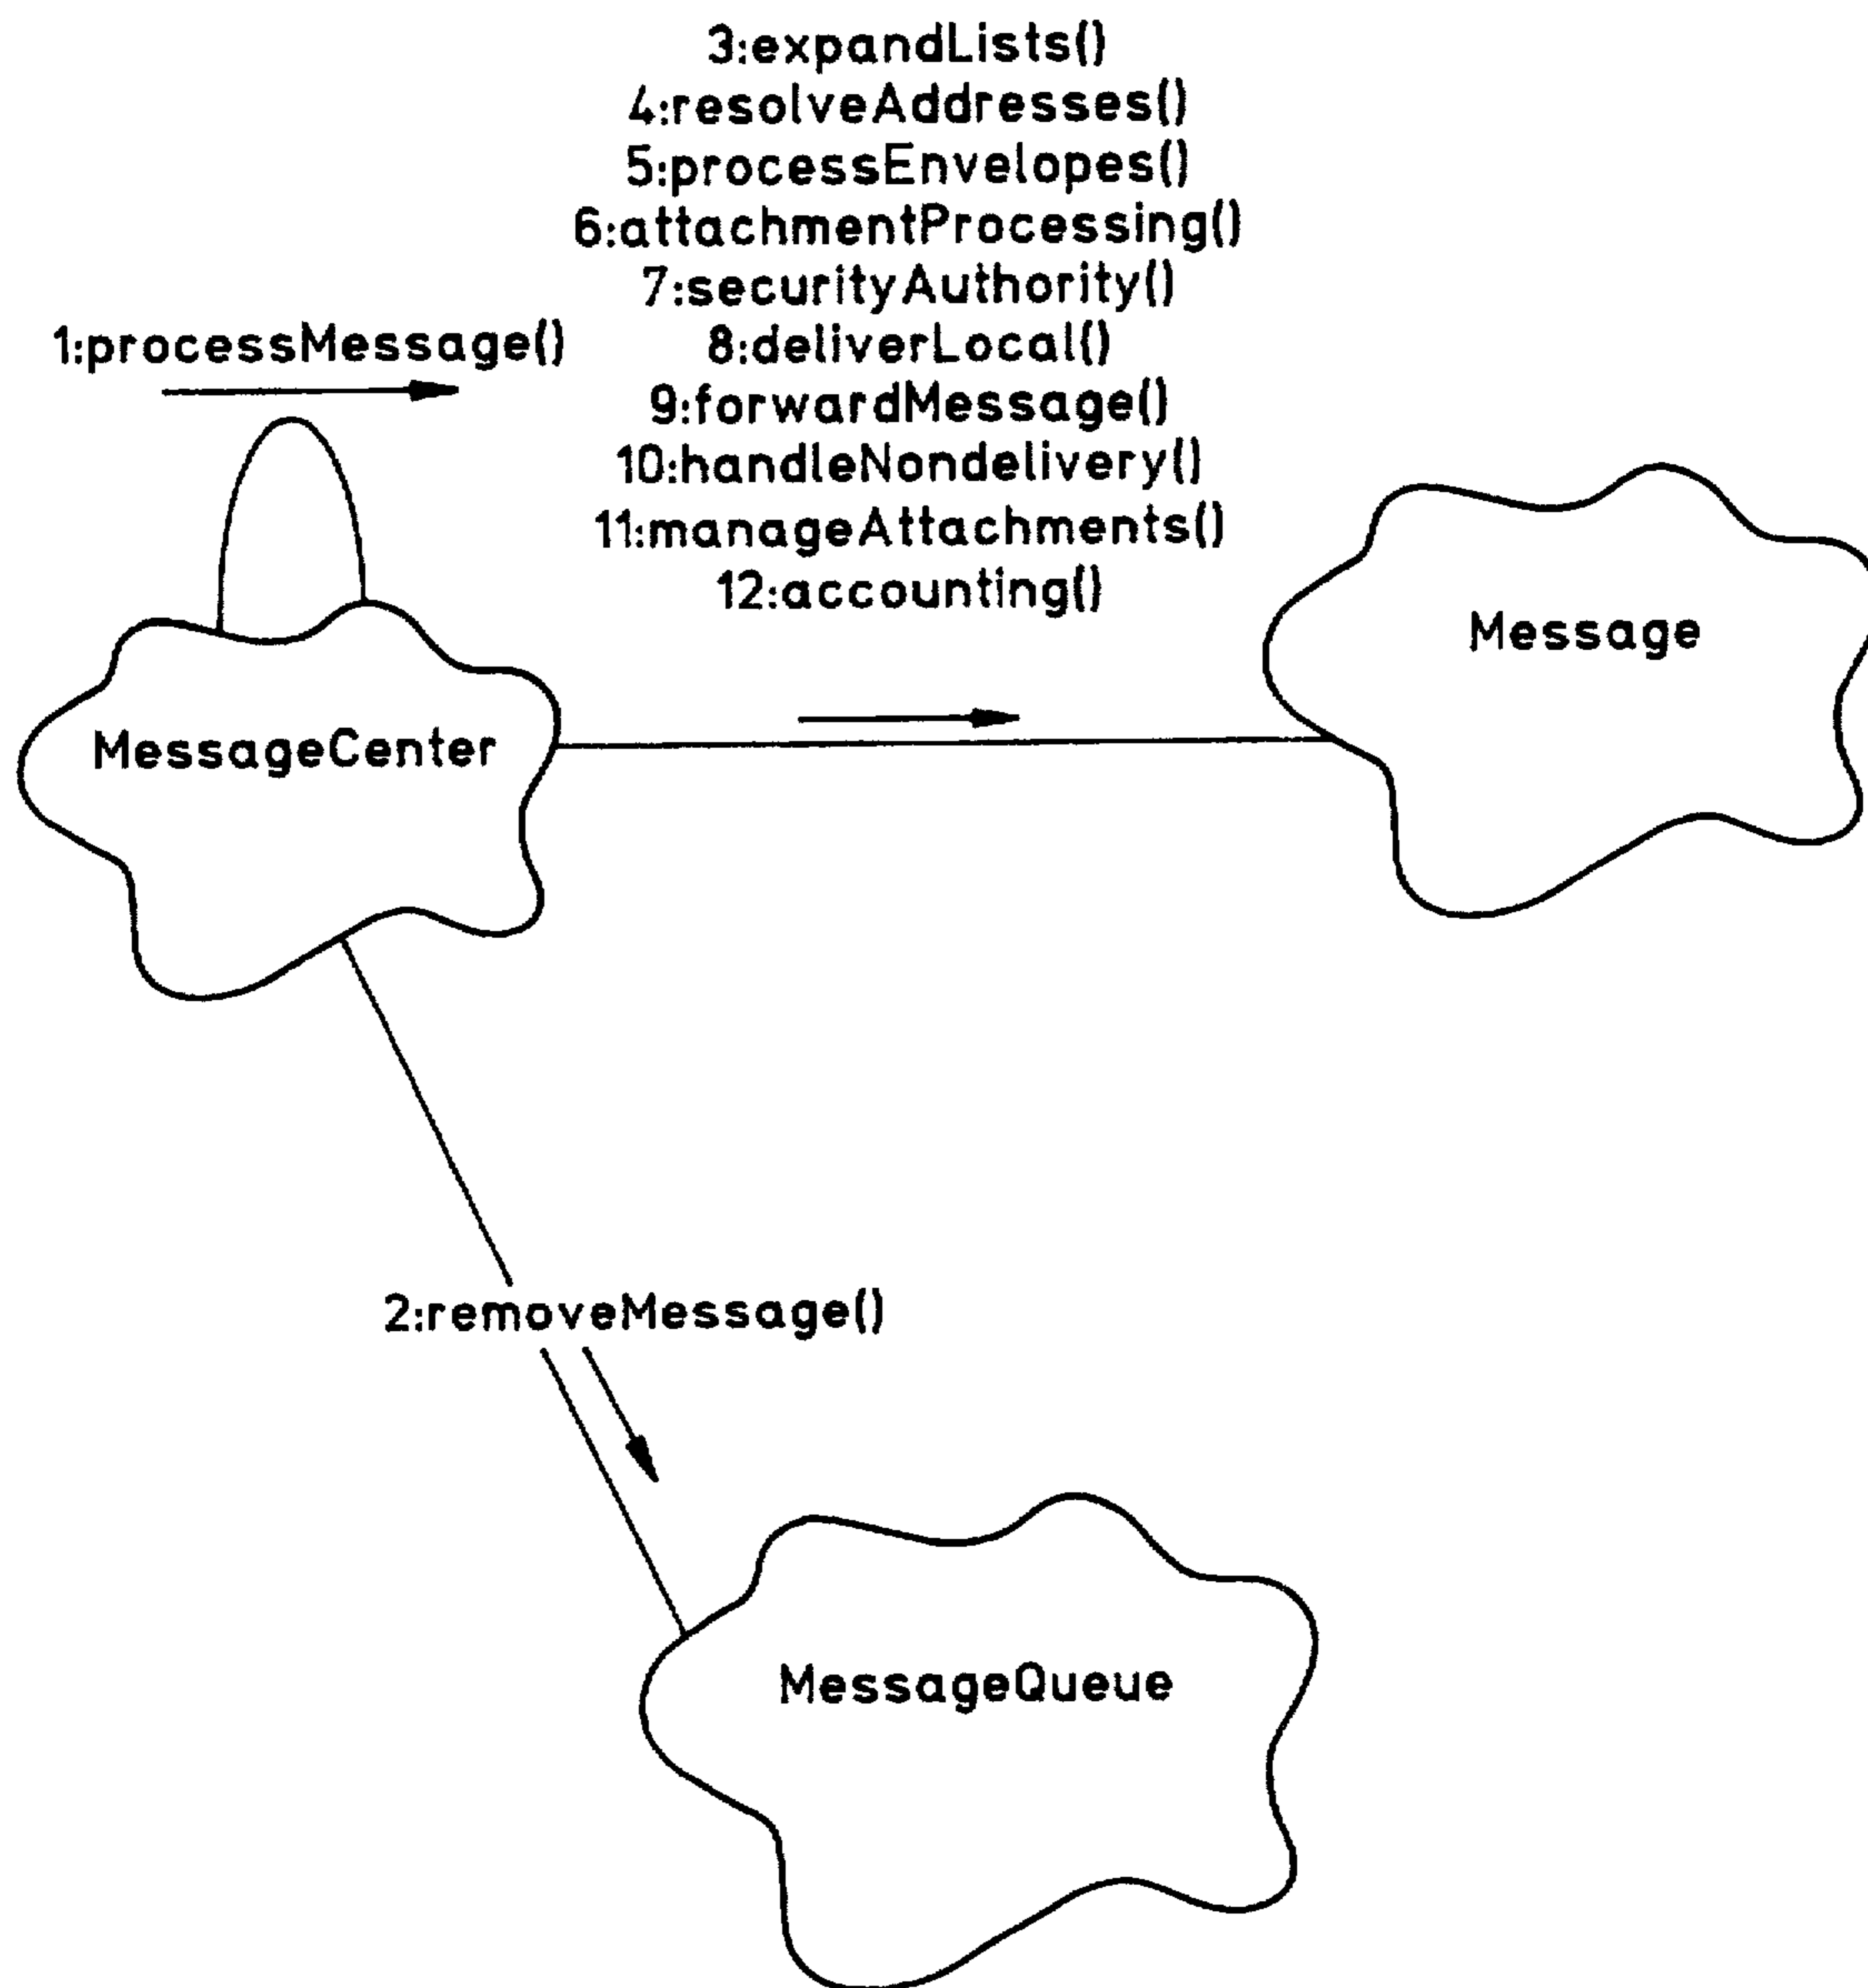 3:expandLists()
4:resolveAddresses()
5:processEnvelopes()
6:attachmentProcessing()
7:securityAuthority()
1:processMessage()
8:deliverLocal()
9:forwardMessage()
10:handleNondelivery()
11:manageAttachments()
12:accounting()
Message
MessageCenter
2:removeMessage()
MessageQueue